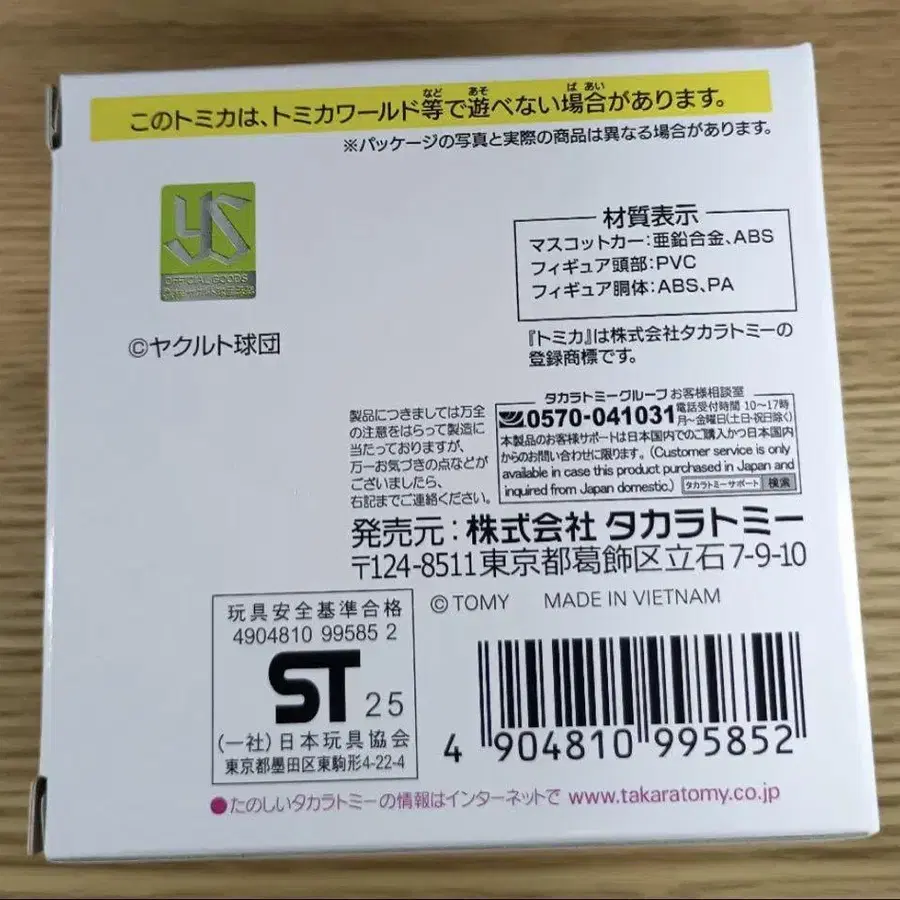 このトミカは、トミカワールド等で遊べない場合があります。
※パッケージの写真と実際の商品は異なる場合があります。
YS
OFFICIAL GOODS
©ヤクルト球団
材質表示
マスコットカー:亜鉛合金、ABS
フィギュア頭部:PVC
フィギュア胴体:ABS、PA
『トミカ』は株式会社タカラトミーの
登録商標です。
製品につきましては万全
の注意をはらって製造に
当たっておりますが、
万一お気づきの点などが
ございましたら、
右記までご連絡ください。
タカラトミーグループ お客様相談室
0570-041031 電話受付時間 10~17時
月~金曜日(土日・祝日除く)
本製品のお客様サポートは日本国内でのご購入かつ日本国内
からのお問い合わせに限ります。(Customer service is only
available in case this product purchased in Japan and
inquired from Japan domestic.) タカラトミーサポート 検索
発売元:株式会社 タカラトミー
〒124-8511東京都葛飾区立石7-9-10
© TOMY MADE IN VIETNAM
玩具安全基準合格
4904810 99585 2
ST 25
(一社)日本玩具協会
東京都墨田区東駒形4-22-4
4 904810 995852
●たのしいタカラトミーの情報はインターネットで www.takaratomy.co.jp